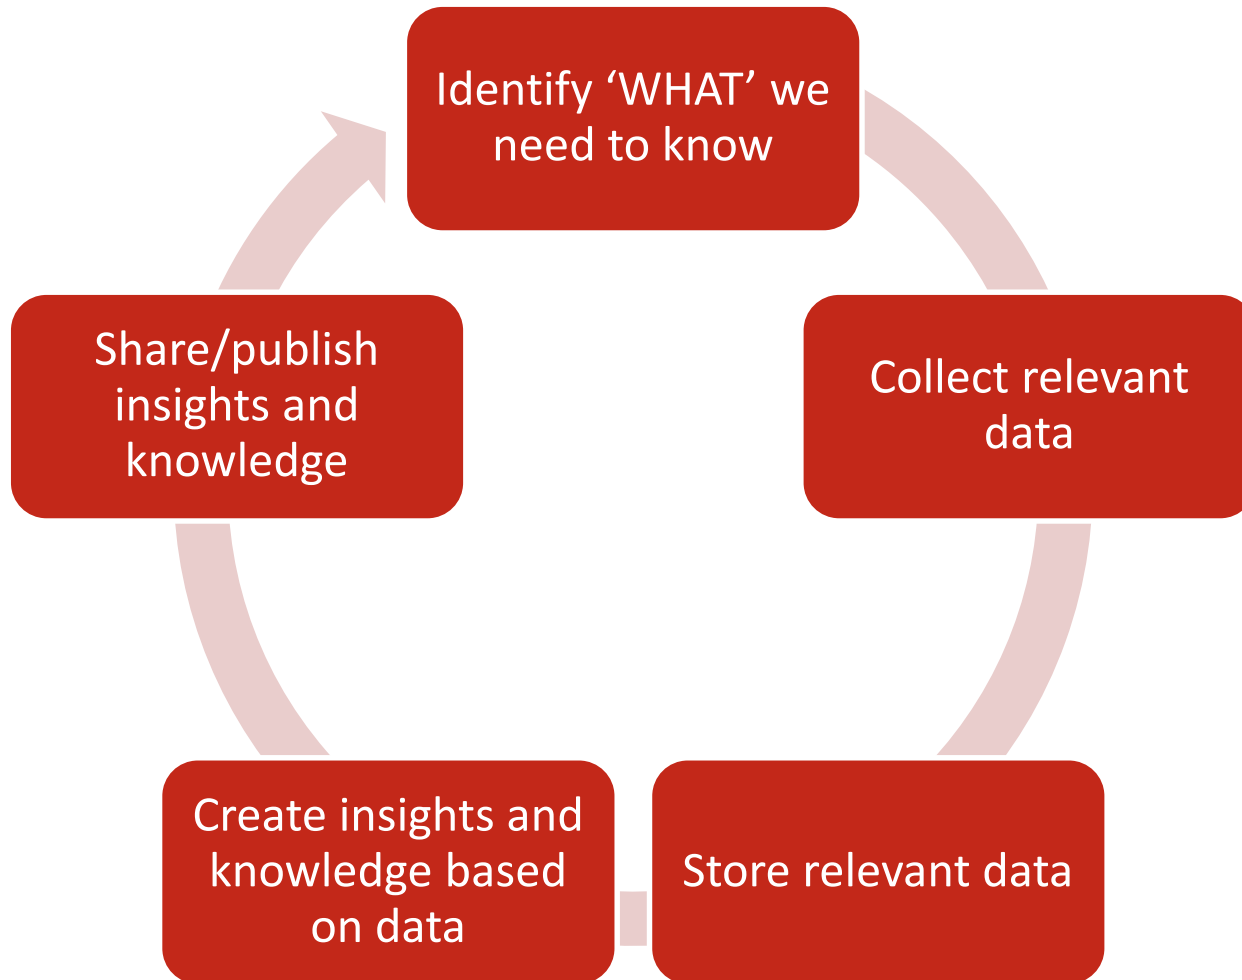 Identify ‘WHAT’ we
need to know
Collect relevant
data
Store relevant data
Create insights and
knowledge based
on data
Share/publish
insights and
knowledge